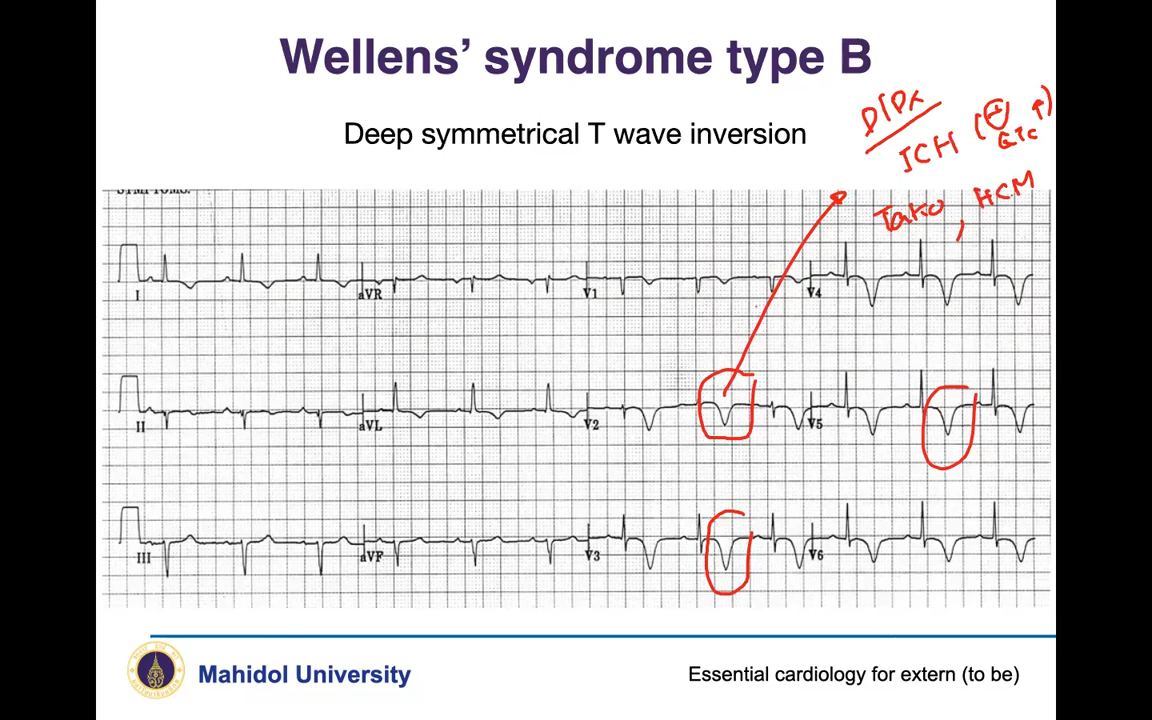 Wellens' syndrome type B
Deep symmetrical T wave inversion
DDx
ICH
Tako, HCM
SYMPTOMS:
I
aVR
V1
V4
II
aVL
V2
V5
III
aVF
V3
V6
Mahidol University
Essential cardiology for extern (to be)